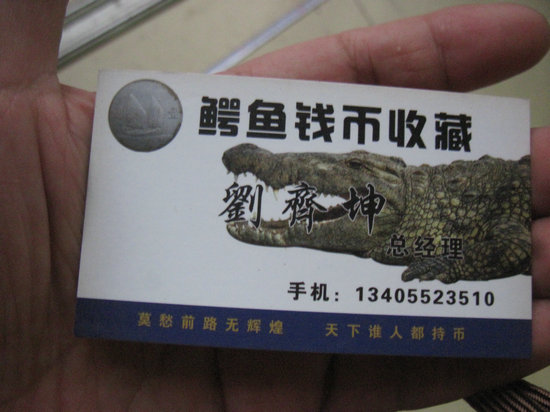 鳄鱼钱币收藏
劉齊坤
总经理
手机：13405523510
莫愁前路无辉煌 天下谁人都持币